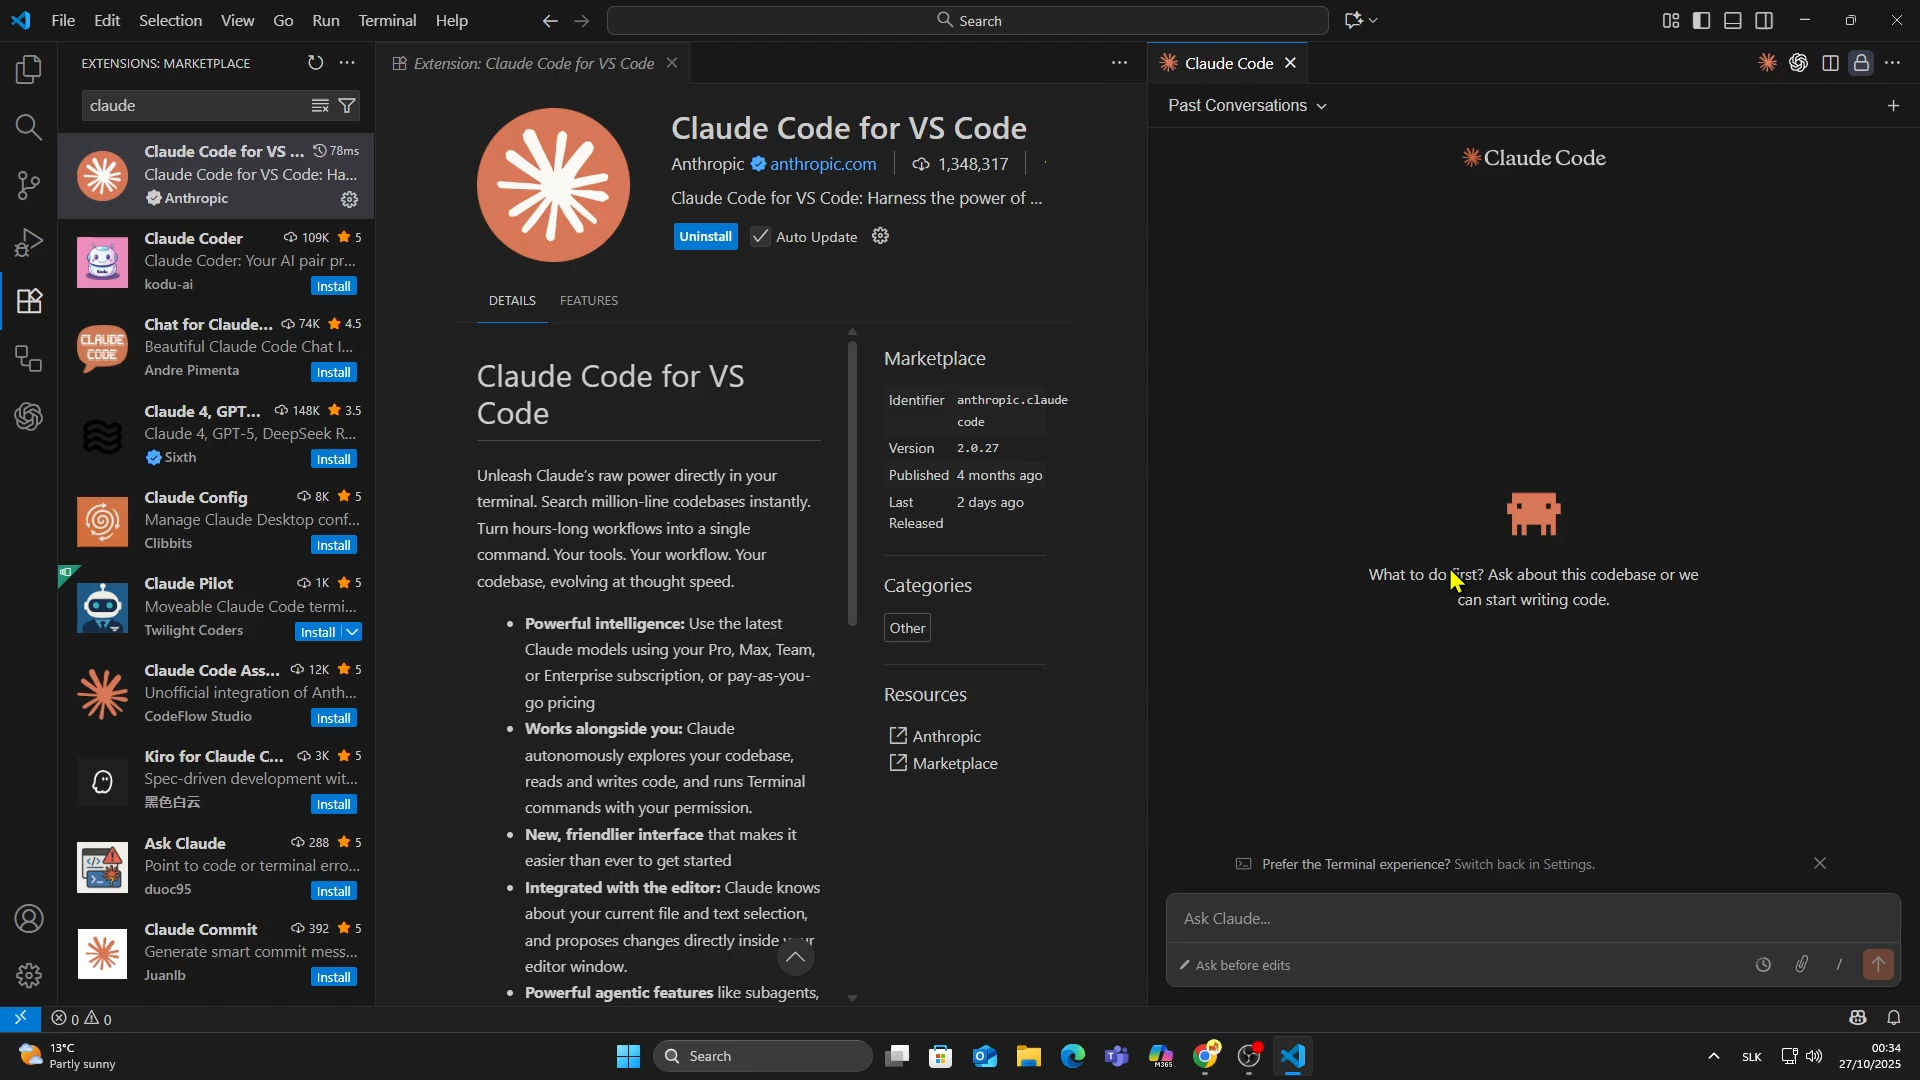 File Edit Selection View Go Run Terminal Help
Search
EXTENSIONS: MARKETPLACE
claude
Claude Code for VS ... 78ms
Claude Code for VS Code: Ha...
Anthropic
Claude Coder 109K 5
Claude Coder: Your AI pair pr...
kodu-ai Install
Chat for Claude... 74K 4.5
Beautiful Claude Code Chat I...
Andre Pimenta Install
CLAUDE
CODE
Claude 4, GPT... 148K 3.5
Claude 4, GPT-5, DeepSeek R...
Sixth Install
Claude Config 8K 5
Manage Claude Desktop conf...
Clibbits Install
Claude Pilot 1K 5
Moveable Claude Code termi...
Twilight Coders Install
Claude Code Ass... 12K 5
Unofficial integration of Anth...
CodeFlow Studio Install
Kiro for Claude C... 3K 5
Spec-driven development wit...
黑色白云 Install
Ask Claude 288 5
Point to code or terminal erro...
duoc95 Install
Claude Commit 392 5
Generate smart commit mess...
Juanlb Install
Extension: Claude Code for VS Code
Claude Code for VS Code
Anthropic anthropic.com 1,348,317
Claude Code for VS Code: Harness the power of ...
Uninstall Auto Update
DETAILS FEATURES
Claude Code for VS
Code
Unleash Claude's raw power directly in your
terminal. Search million-line codebases instantly.
Turn hours-long workflows into a single
command. Your tools. Your workflow. Your
codebase, evolving at thought speed.
• Powerful intelligence: Use the latest
Claude models using your Pro, Max, Team,
or Enterprise subscription, or pay-as-you-
go pricing
• Works alongside you: Claude
autonomously explores your codebase,
reads and writes code, and runs Terminal
commands with your permission.
• New, friendlier interface that makes it
easier than ever to get started
• Integrated with the editor: Claude knows
about your current file and text selection,
and proposes changes directly inside
editor window.
• Powerful agentic features like subagents,
Marketplace
Identifier anthropic.claude
code
Version 2.0.27
Published 4 months ago
Last 2 days ago
Released
Categories
Other
Resources
Anthropic
Marketplace
Claude Code
Past Conversations
Claude Code
What to do first? Ask about this codebase or we
can start writing code.
Prefer the Terminal experience? Switch back in Settings.
Ask Claude...
Ask before edits /
0 0
13°C
Partly sunny
Search
M365
SLK
00:34
27/10/2025